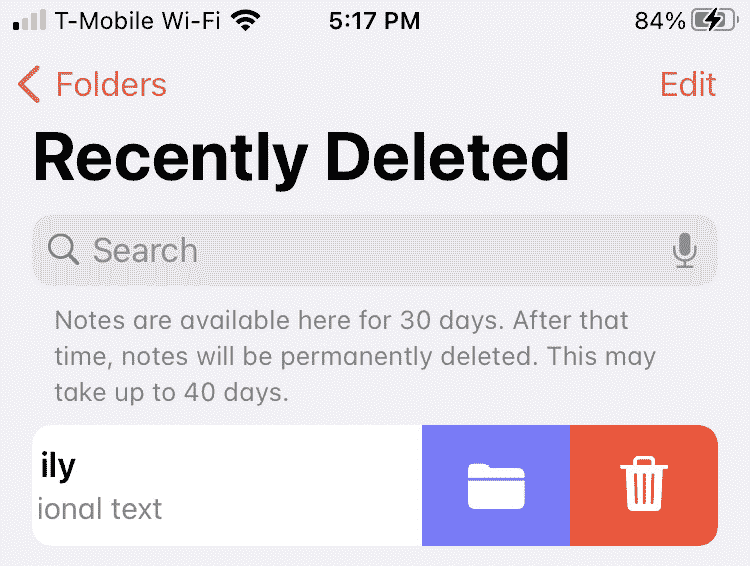 T-Mobile Wi-Fi 5:17 PM 84%
Folders Edit
Recently Deleted
Search
Notes are available here for 30 days. After that
time, notes will be permanently deleted. This may
take up to 40 days.
ily
ional text